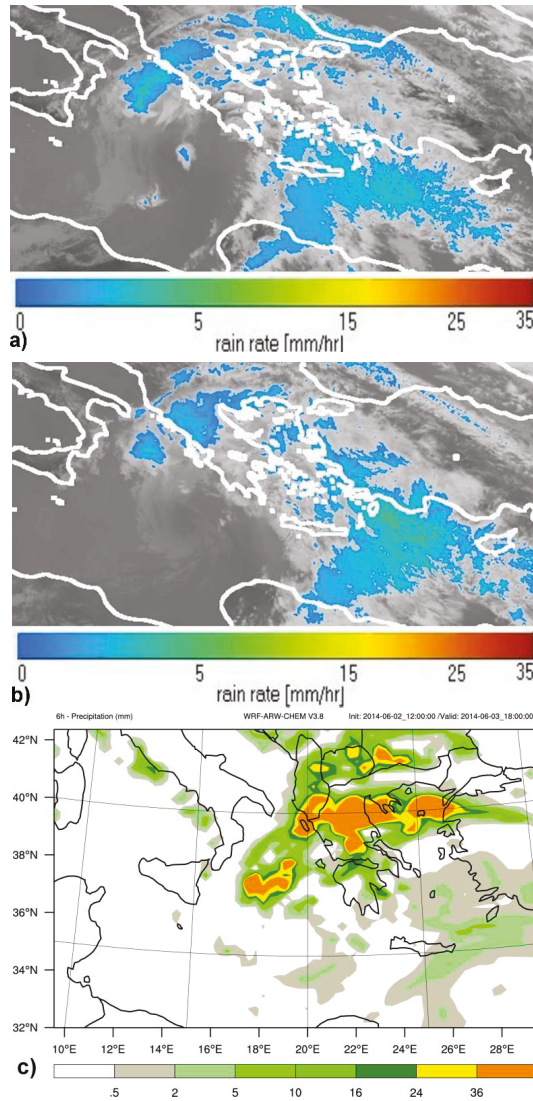 0 5 15 25 35
rain rate [mm/hr]
a)
0 5 15 25 35
rain rate [mm/hr]
b)
6h - Precipitation (mm) WRF-ARW-CHEM V3.8 Init: 2014-06-02_12:00:00 /Valid: 2014-06-03_18:00:00
42°N
40°N
38°N
36°N
34°N
32°N
10°E 12°E 14°E 16°E 18°E 20°E 22°E 24°E 26°E 28°E
c)
.5 2 5 10 16 24 36